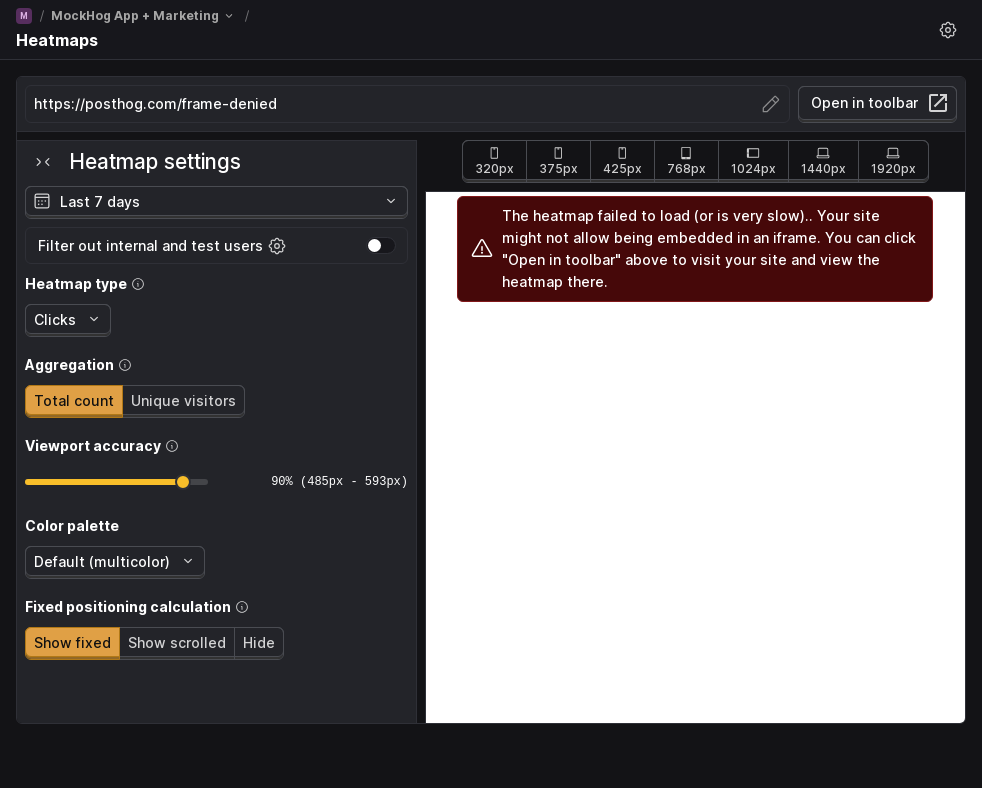 M / MockHog App + Marketing /
Heatmaps
https://posthog.com/frame-denied
Open in toolbar
Heatmap settings
Last 7 days
Filter out internal and test users
Heatmap type
Clicks
Aggregation
Total count Unique visitors
Viewport accuracy
90% (485px - 593px)
Color palette
Default (multicolor)
Fixed positioning calculation
Show fixed Show scrolled Hide
320px 375px 425px 768px 1024px 1440px 1920px
The heatmap failed to load (or is very slow).. Your site
might not allow being embedded in an iframe. You can click
"Open in toolbar" above to visit your site and view the
heatmap there.